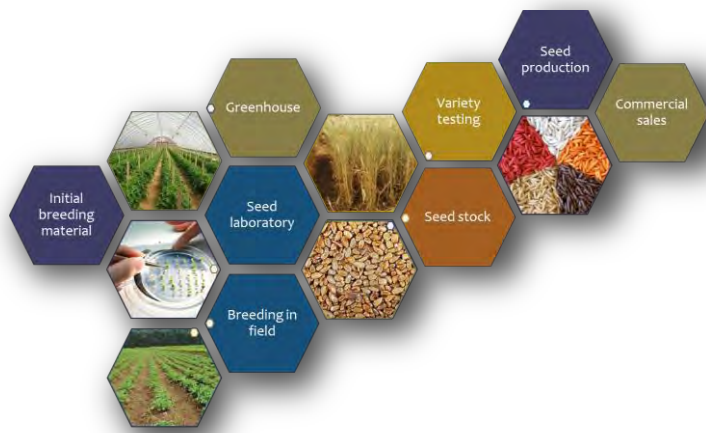 Initial
breeding
material
Greenhouse
Seed
laboratory
Breeding in
field
Variety
testing
Seed stock
Seed
production
Commercial
sales